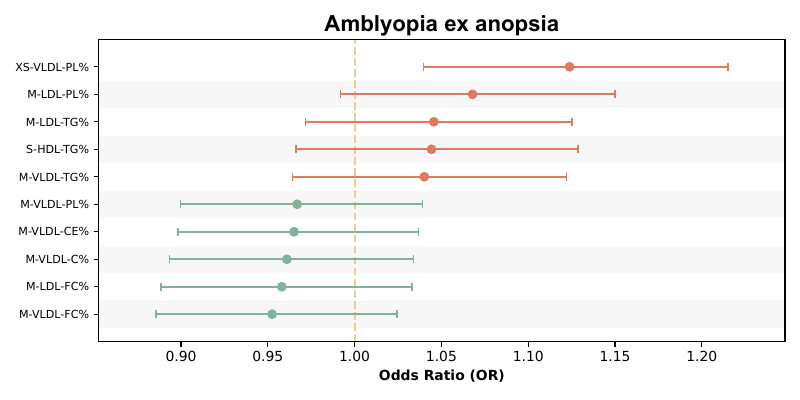 Amblyopia ex anopsia
XS-VLDL-PL%
M-LDL-PL%
M-LDL-TG%
S-HDL-TG%
M-VLDL-TG%
M-VLDL-PL%
M-VLDL-CE%
M-VLDL-C%
M-LDL-FC%
M-VLDL-FC%
0.90 0.95 1.00 1.05 1.10 1.15 1.20
Odds Ratio (OR)